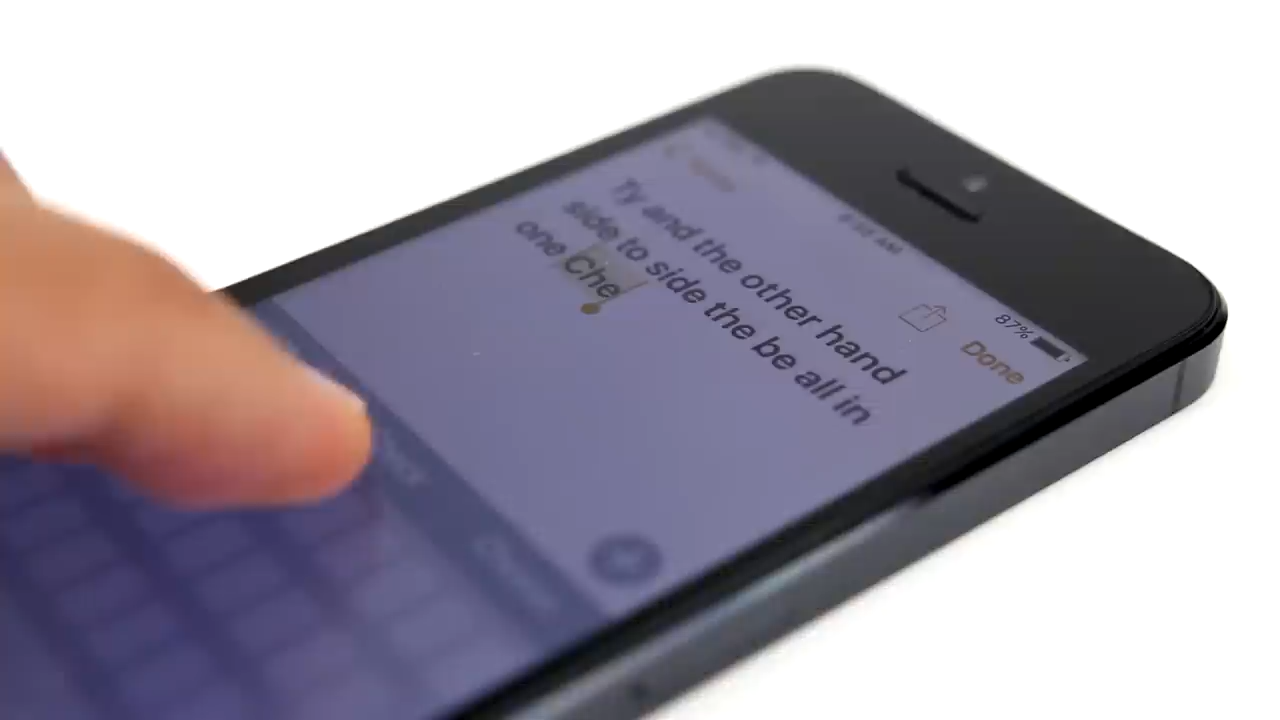 87%
Done
Ty and the other hand
side to side the be all in
one Che